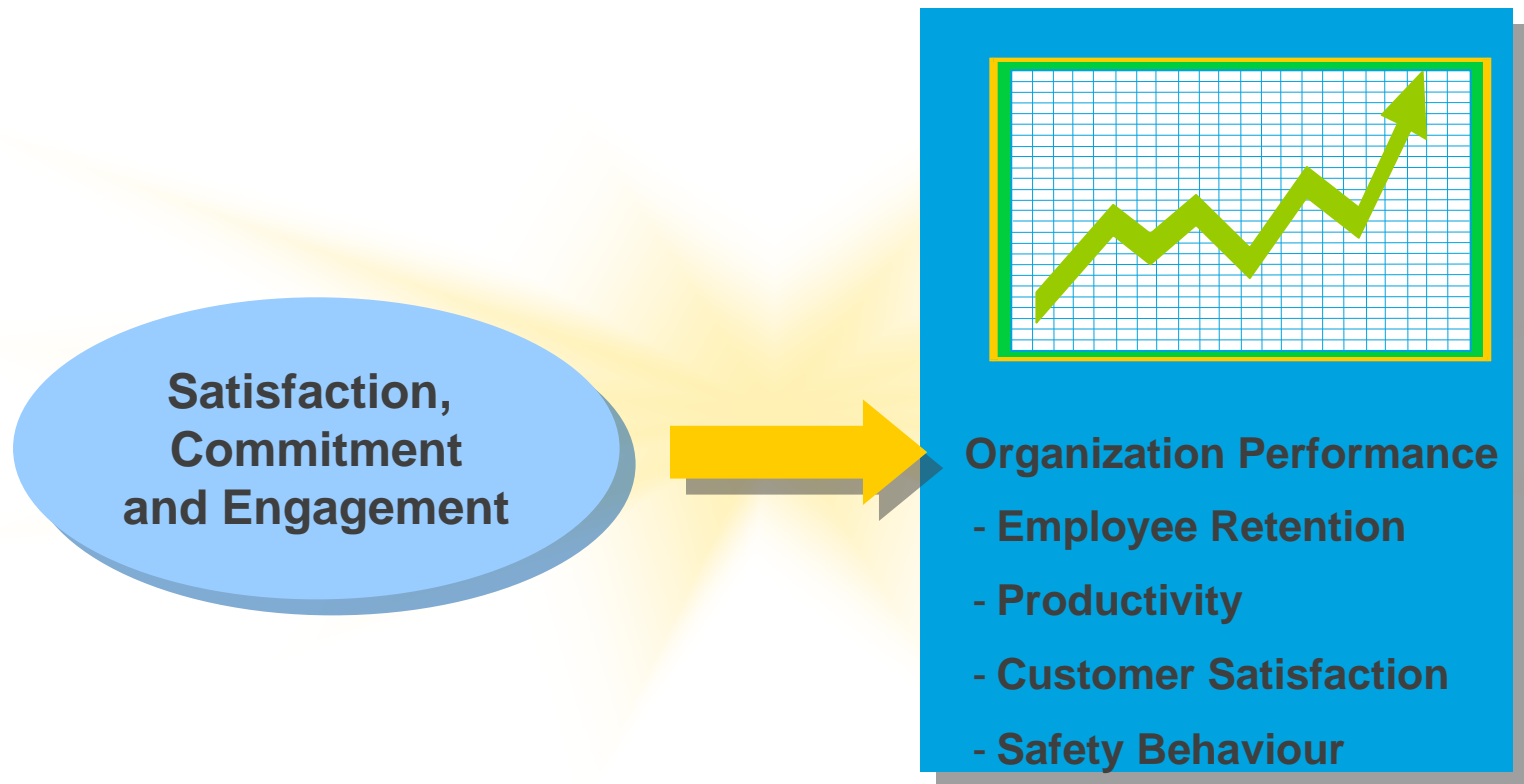 Satisfaction,
Commitment
and Engagement
Organization Performance
- Employee Retention
- Productivity
- Customer Satisfaction
- Safety Behaviour